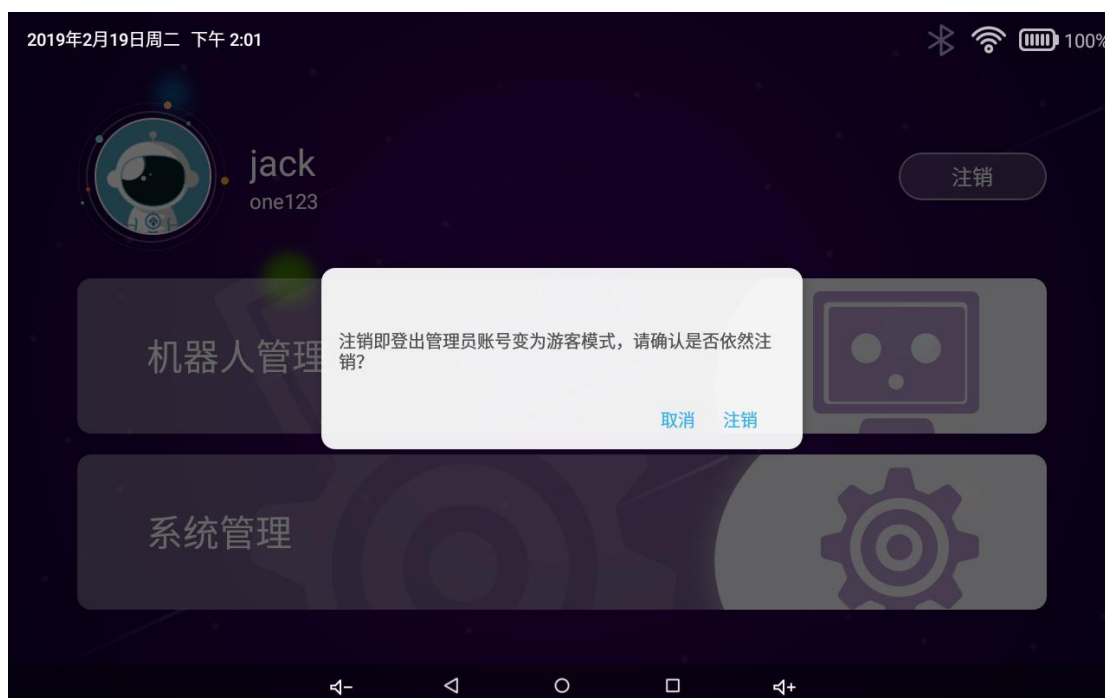 2019年2月19日周二 下午 2:01
100%
jack
one123
注销
机器人管理
注销即登出管理员账号变为游客模式，请确认是否依然注
销？
取消 注销
系统管理